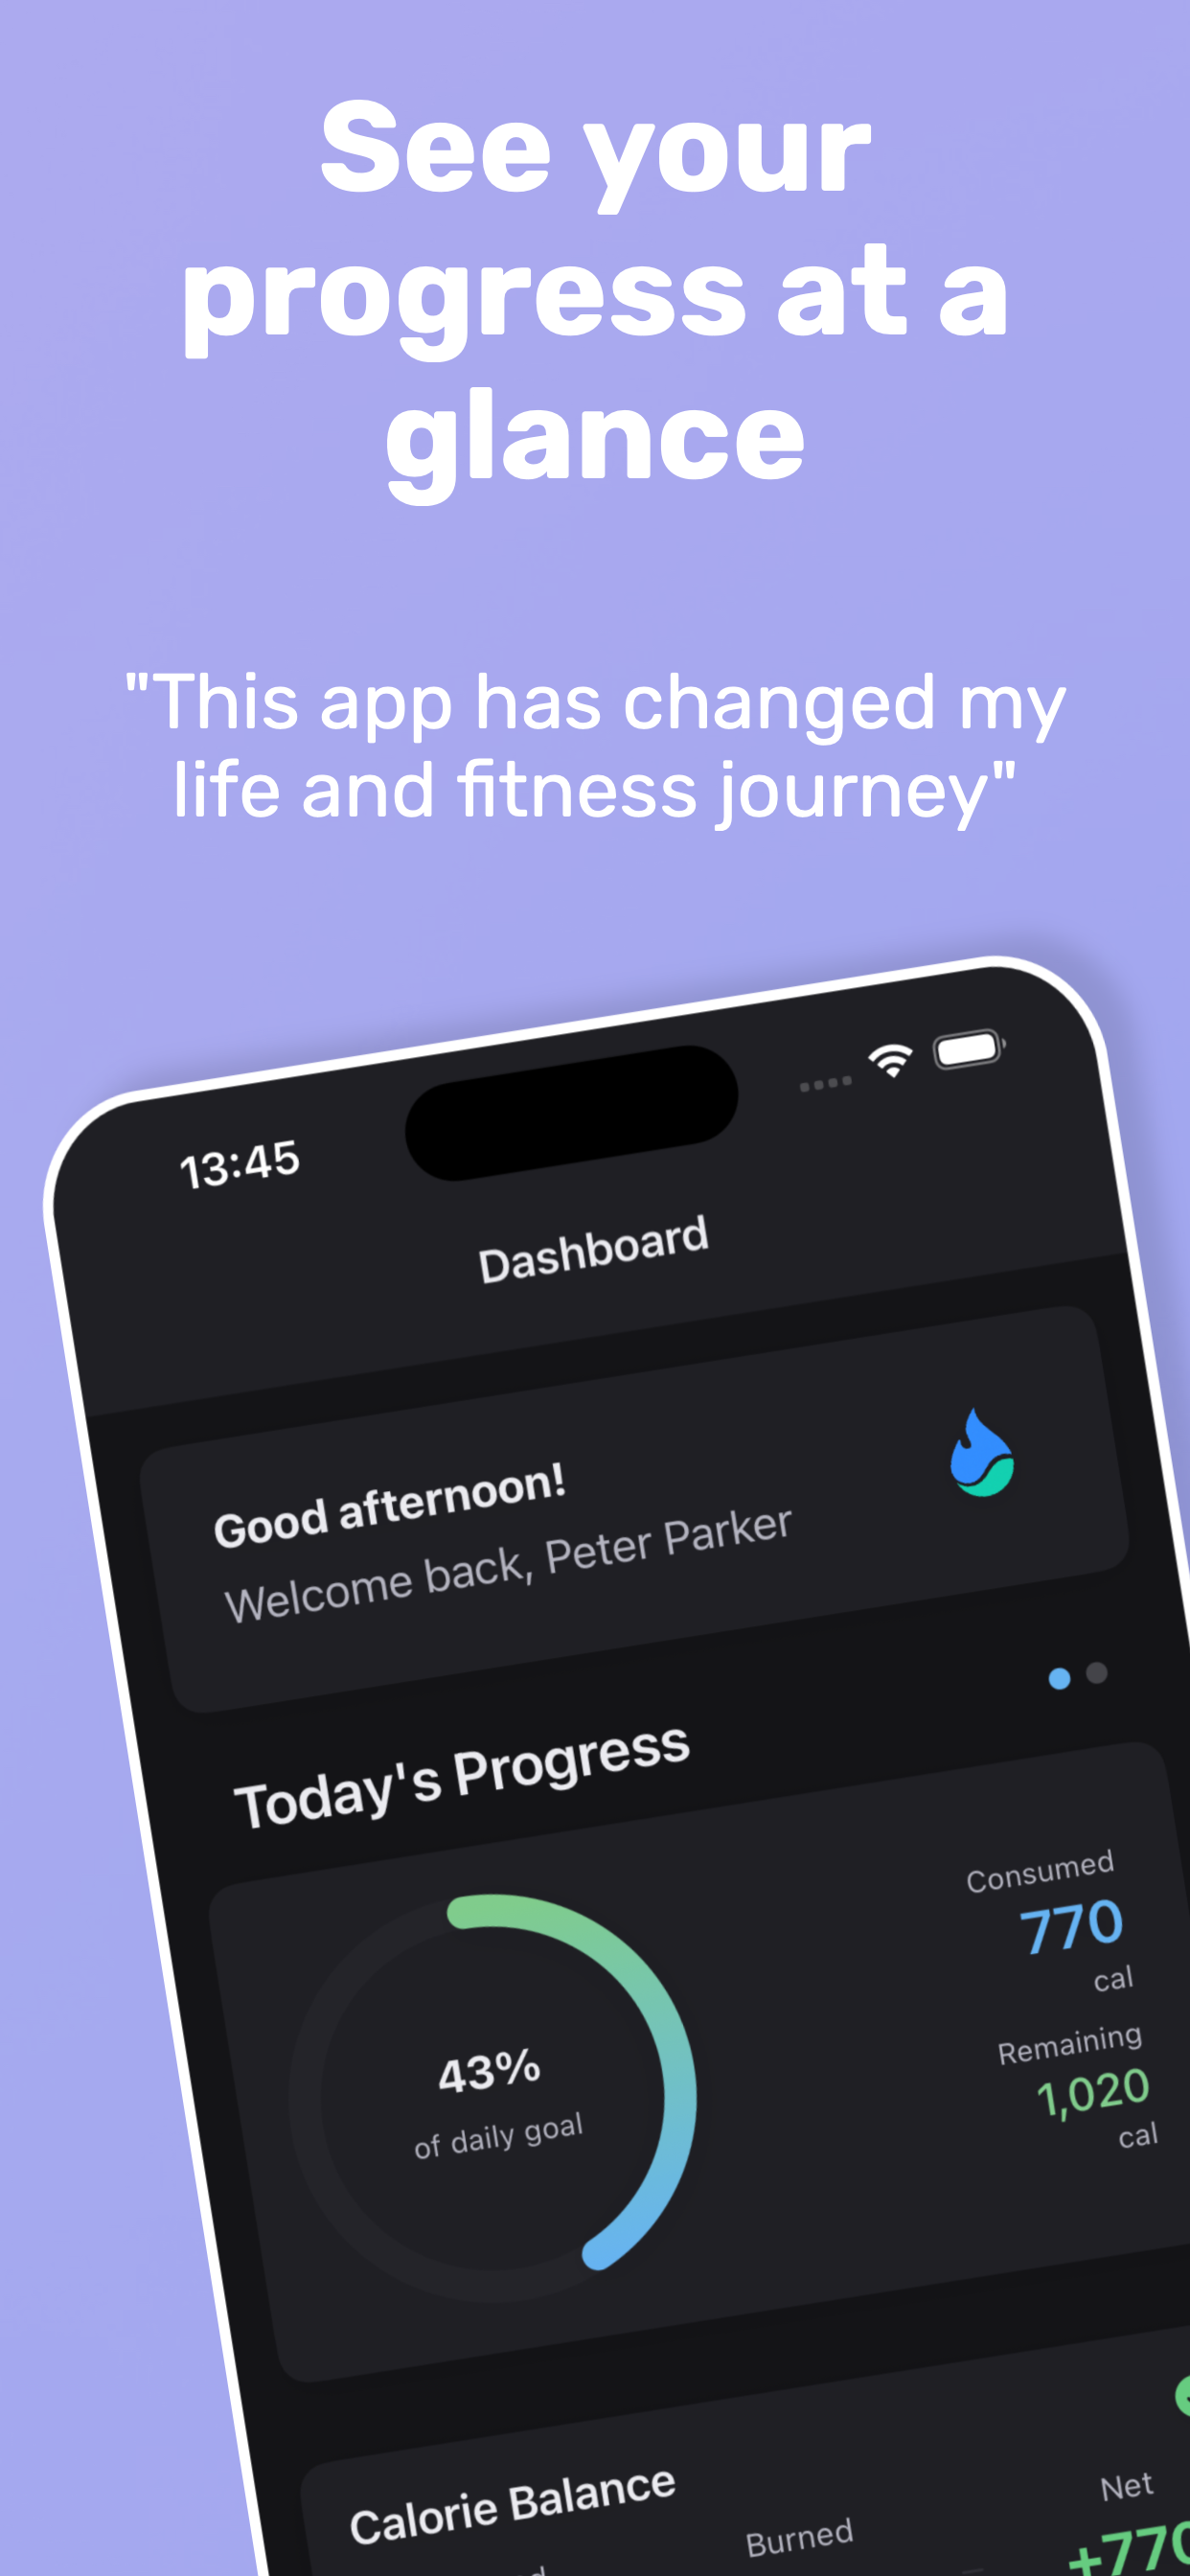 See your
progress at a
glance
"This app has changed my
life and fitness journey"
13:45
Dashboard
Good afternoon!
Welcome back, Peter Parker
Today's Progress
43%
of daily goal
Consumed
770
cal
Remaining
1,020
cal
Calorie Balance
Burned
Net
+770